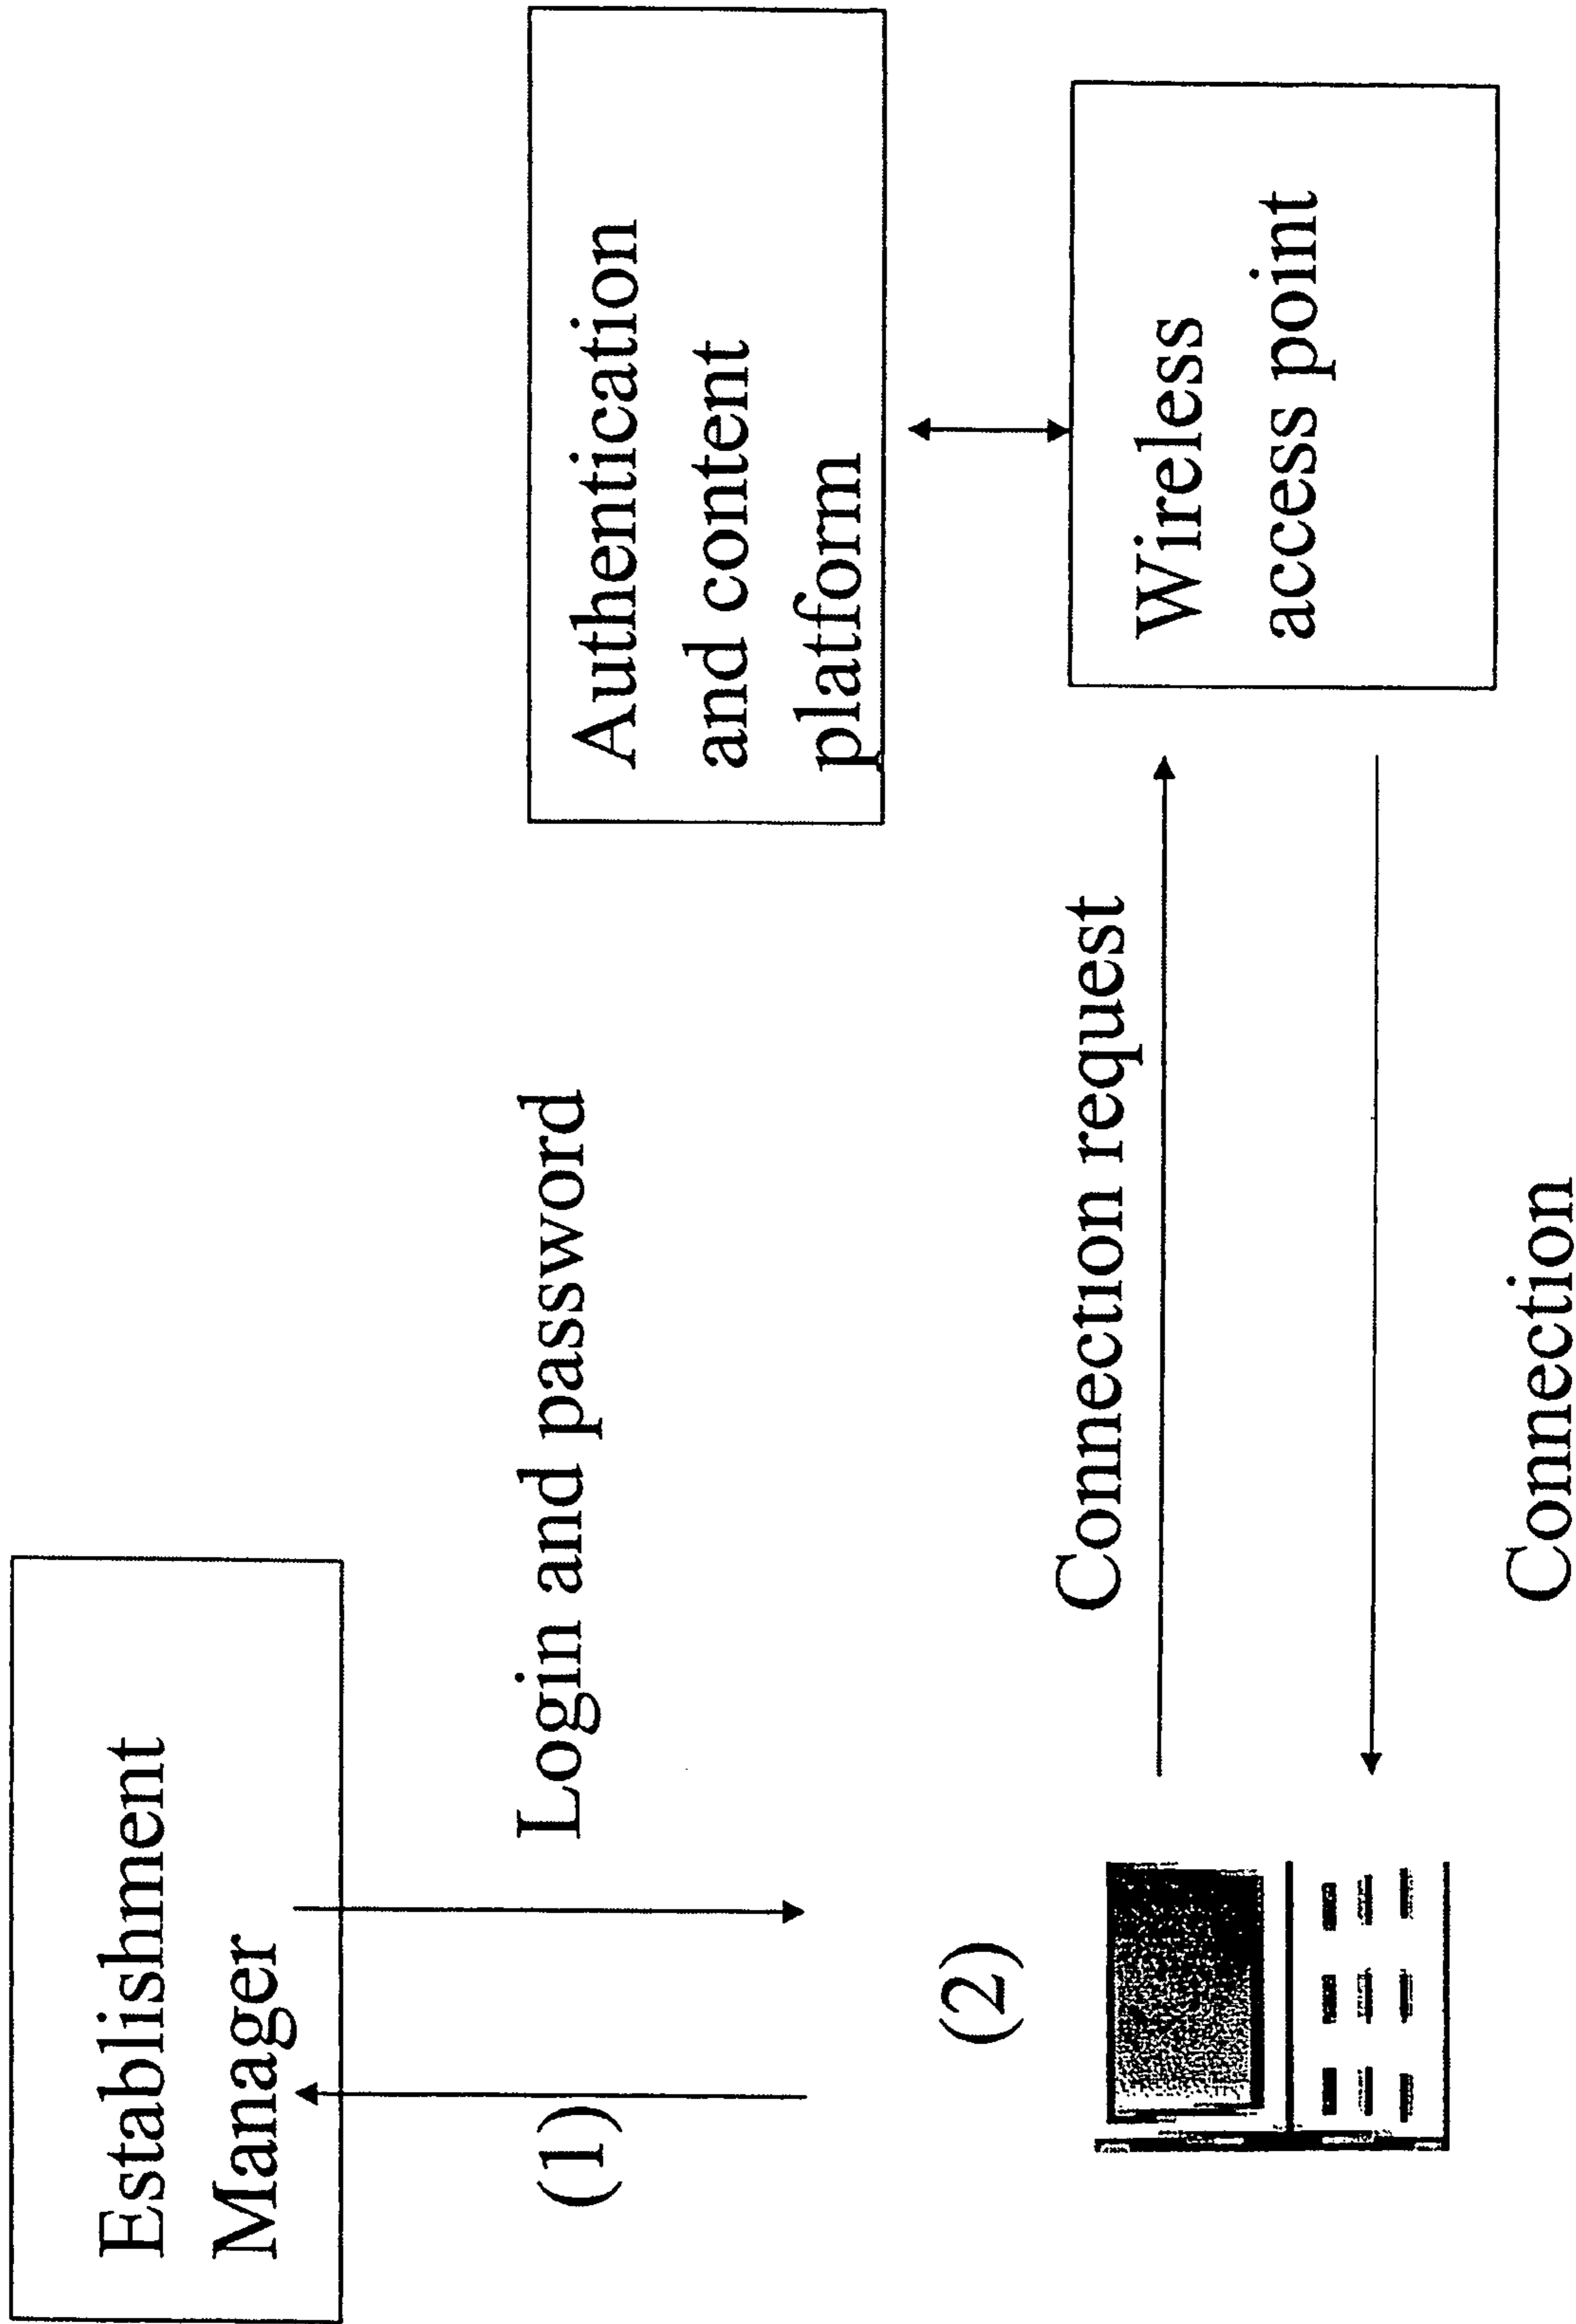 Establishment
Manager
(1)
Login and password
Authentication
and content
platform
(2)
Connection request
Wireless
access point
Connection